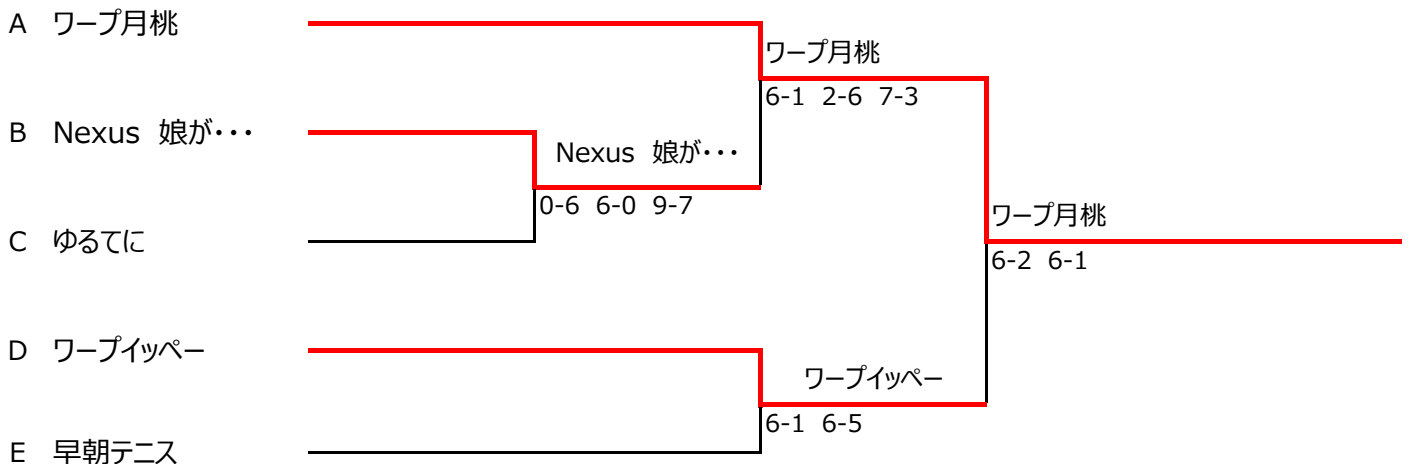 A ワープ月桃
ワープ月桃
6-1 2-6 7-3
B Nexus 娘が・・・
Nexus 娘が・・・
0-6 6-0 9-7
ワープ月桃
C ゆるてに
6-2 6-1
D ワープイッペー
ワープイッペー
6-1 6-5
E 早朝テニス